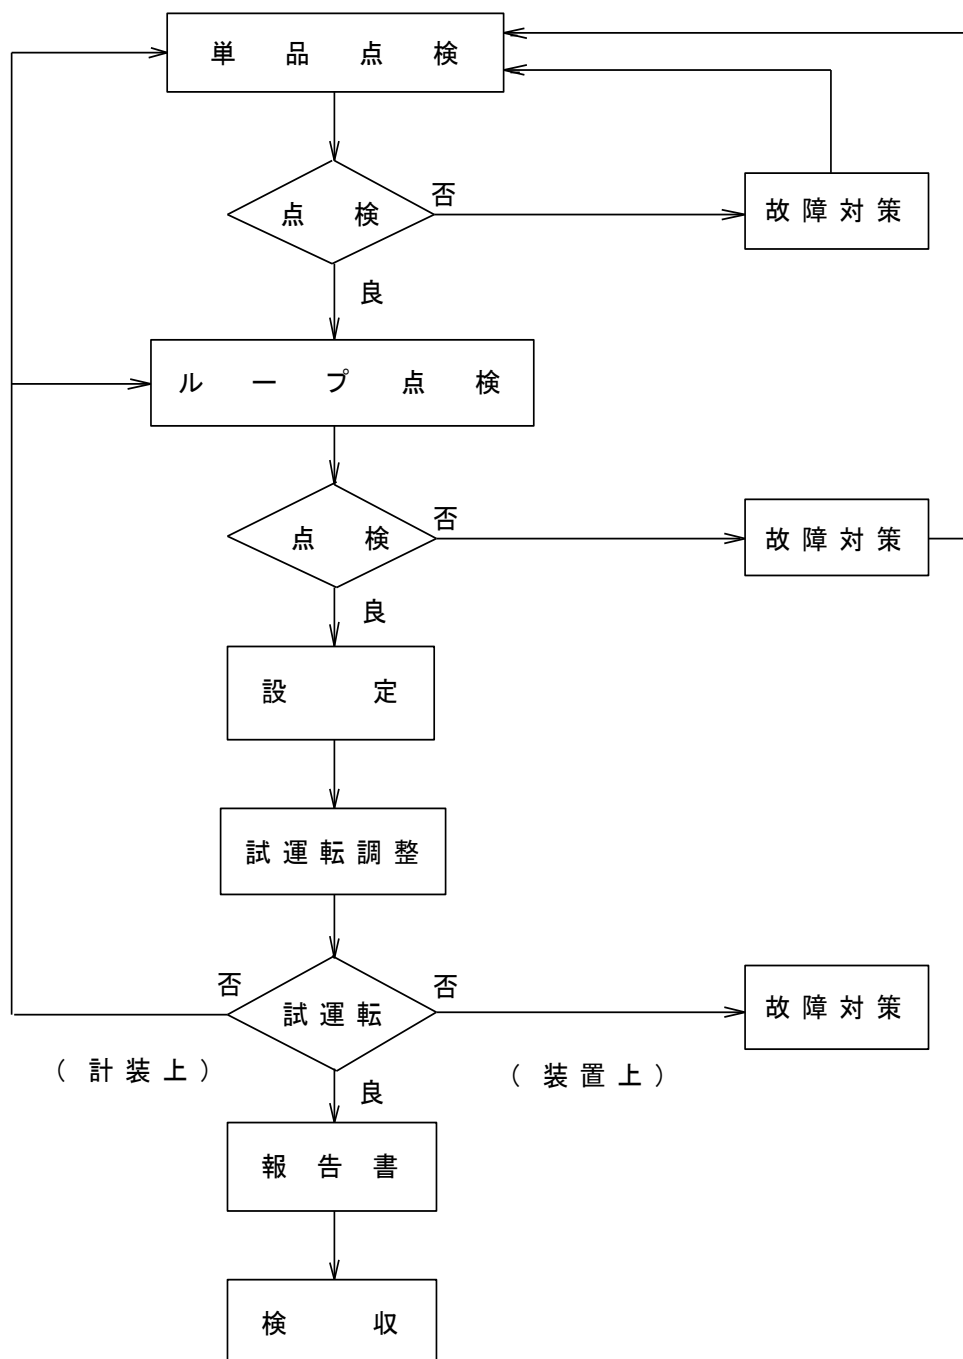 単品点検
点検
否
故障対策
良
ループ点検
点検
否
故障対策
良
設定
試運転調整
否
試運転
否
故障対策
(計装上)
(装置上)
良
報告書
検収